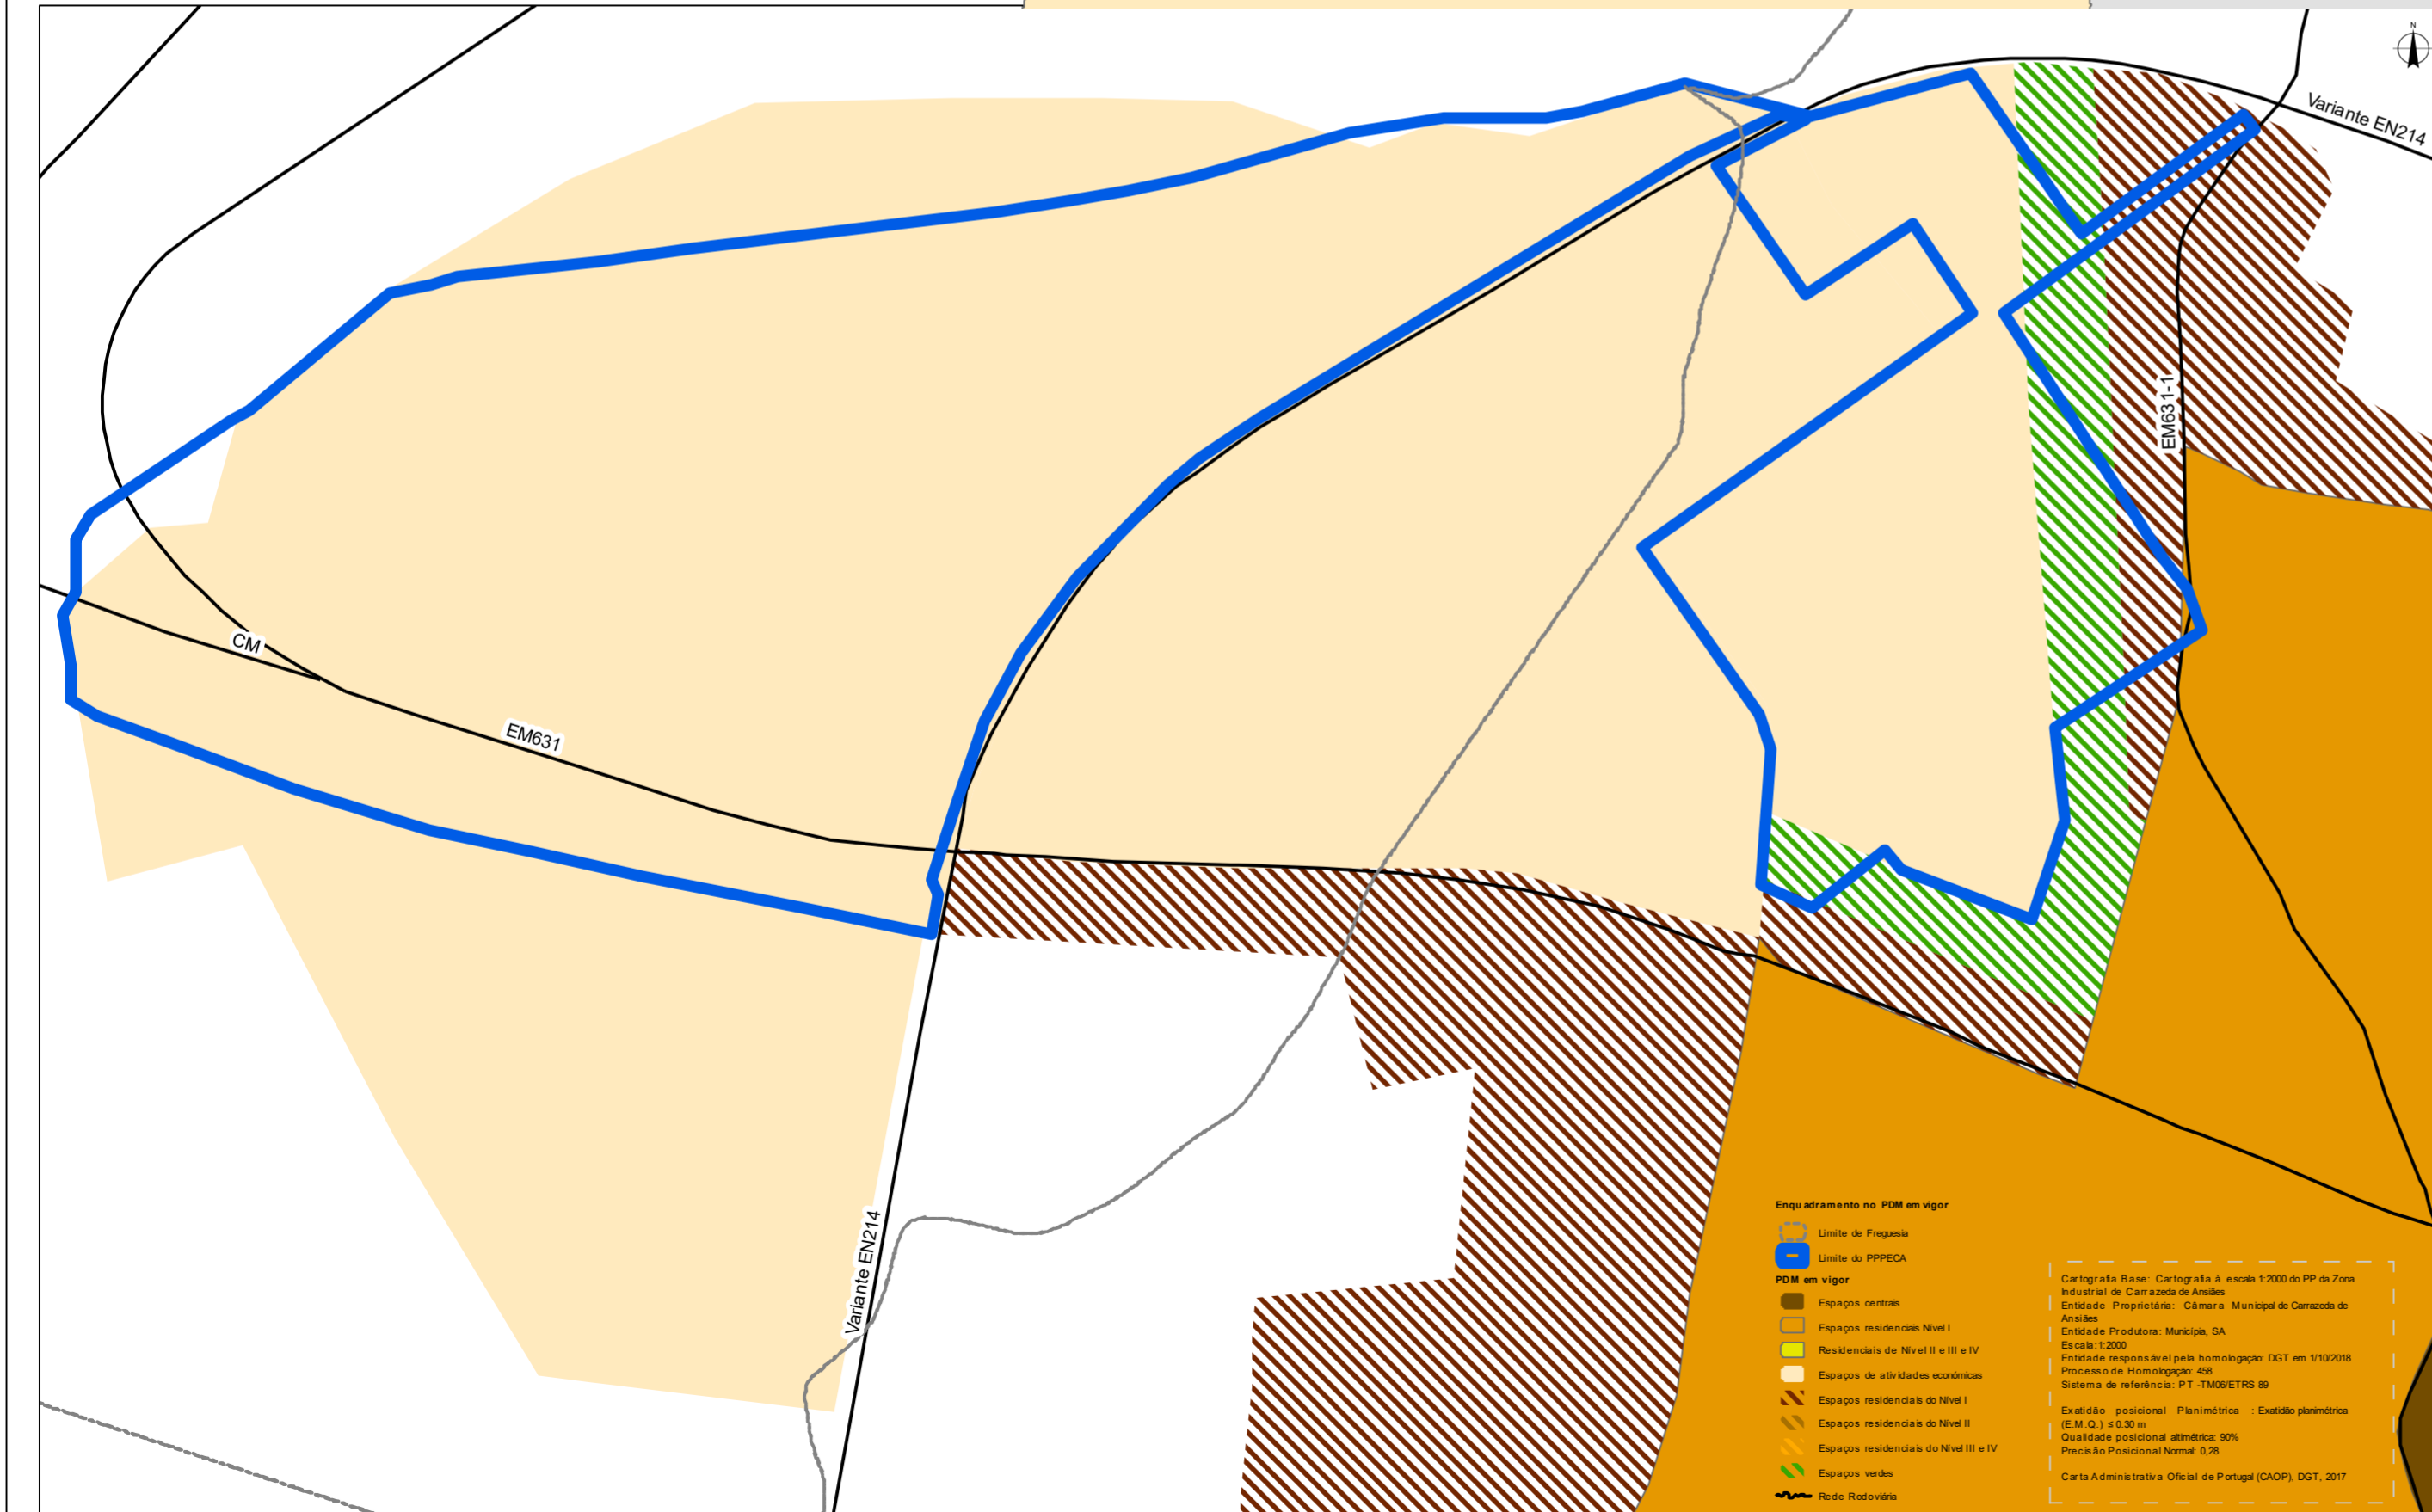 N
Variante EN214
EM631-1
CM
EM631
Variante EN214
Enquadramento no PDM em vigor
Limite de Freguesia
Limite do PPPECA
PDM em vigor
Espaços centrais
Espaços residenciais Nível I
Residenciais de Nível II e III e IV
Espaços de atividades económicas
Espaços residenciais do Nível I
Espaços residenciais do Nível II
Espaços residenciais do Nível III e IV
Espaços verdes
Rede Rodoviária
Cartografia Base: Cartografia à escala 1:2000 do PP da Zona
Industrial de Carrazeda de Ansiães
Entidade Proprietária: Câmara Municipal de Carrazeda de
Ansiães
Entidade Produtora: Município, SA
Escala:1:2000
Entidade responsável pela homologação: DGT em 1/10/2018
Processo de Homologação: 458
Sistema de referência: PT -TM06/ETRS 89
Exatidão posicional Planimétrica : Exatidão planimétrica
(E.M.Q.) ≤ 0.30 m
Qualidade posicional altimétrica: 90%
Precisão Posicional Normal: 0,28
Carta Administrativa Oficial de Portugal (CAOP), DGT, 2017